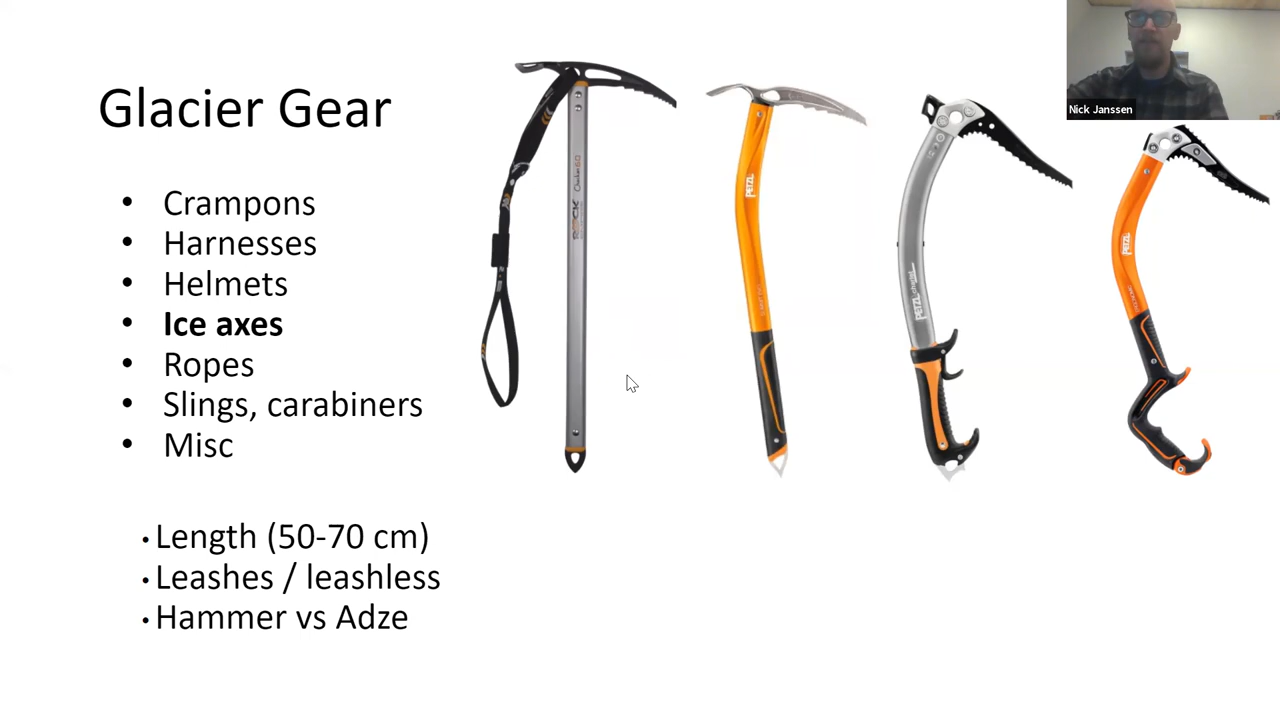 Glacier Gear
• Crampons
• Harnesses
• Helmets
• Ice axes
• Ropes
• Slings, carabiners
• Misc
• Length (50-70 cm)
• Leashes / leashless
• Hammer vs Adze
PETZL
PETZL
PETZL
Nick Janssen